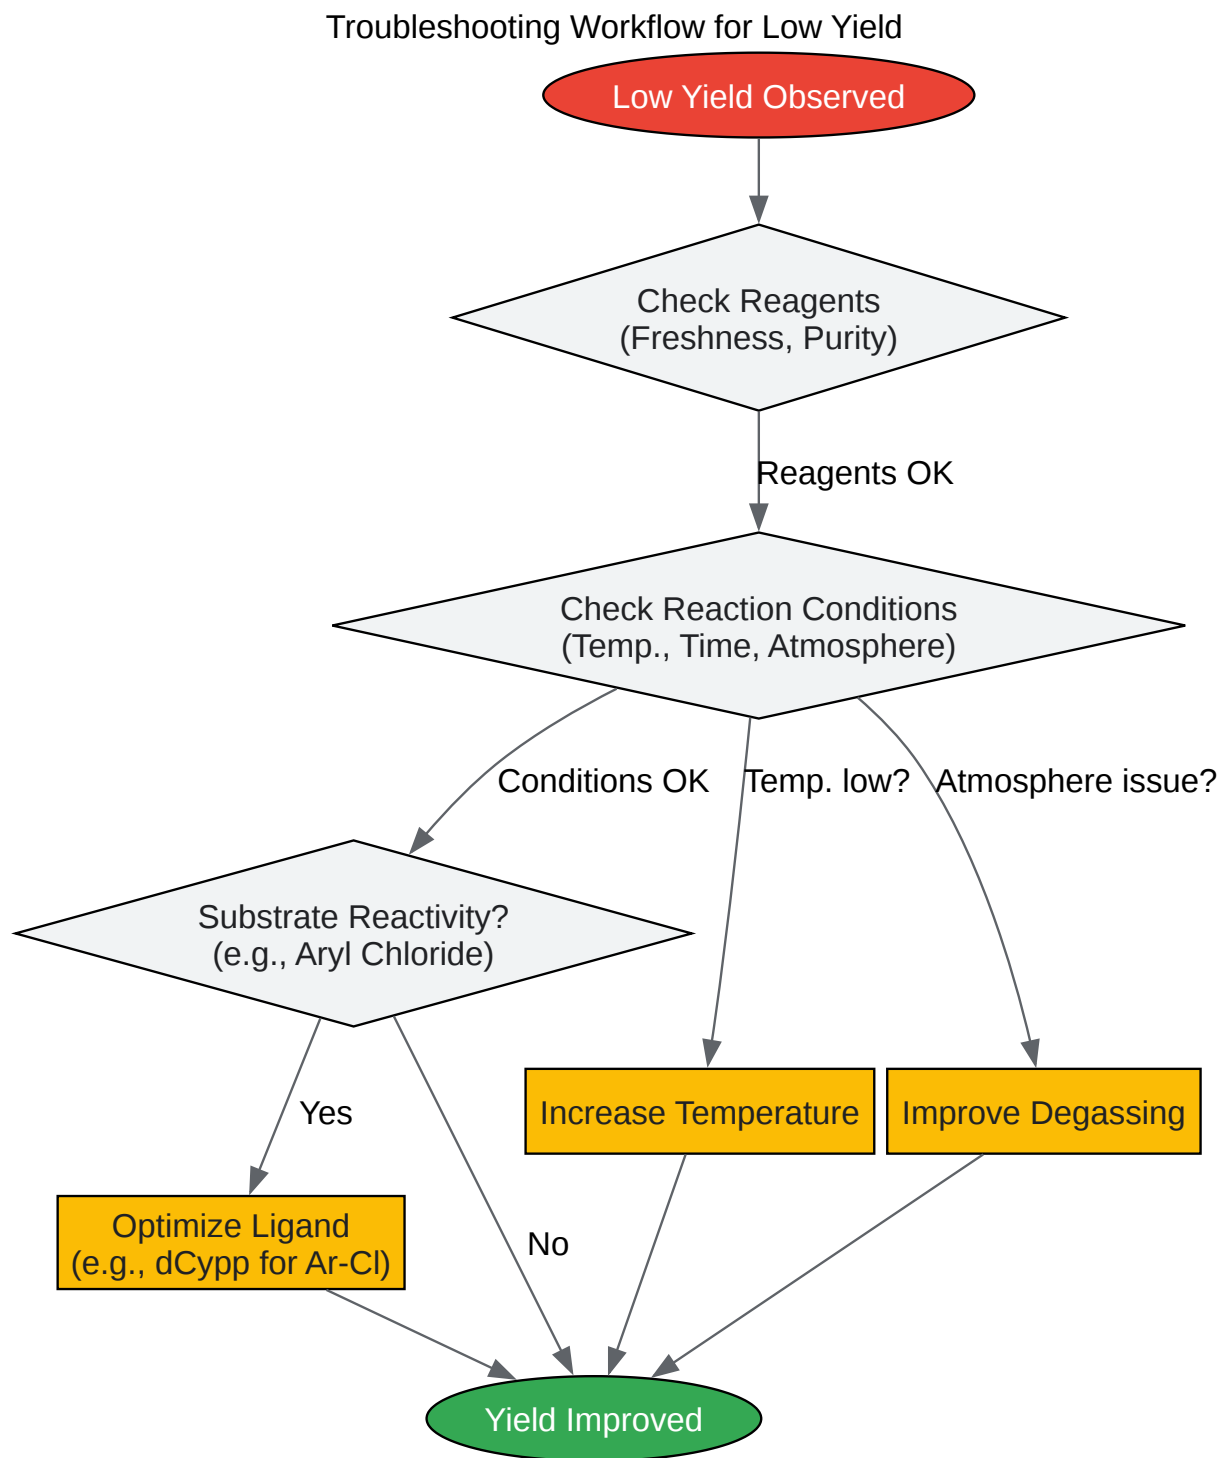 Troubleshooting Workflow for Low Yield
Low Yield Observed
Check Reagents
(Freshness, Purity)
Reagents OK
Check Reaction Conditions
(Temp., Time, Atmosphere)
Conditions OK
Temp. low?
Atmosphere issue?
Substrate Reactivity?
(e.g., Aryl Chloride)
Yes
Increase Temperature
Improve Degassing
Optimize Ligand
(e.g., dCypp for Ar-Cl)
No
Yield Improved